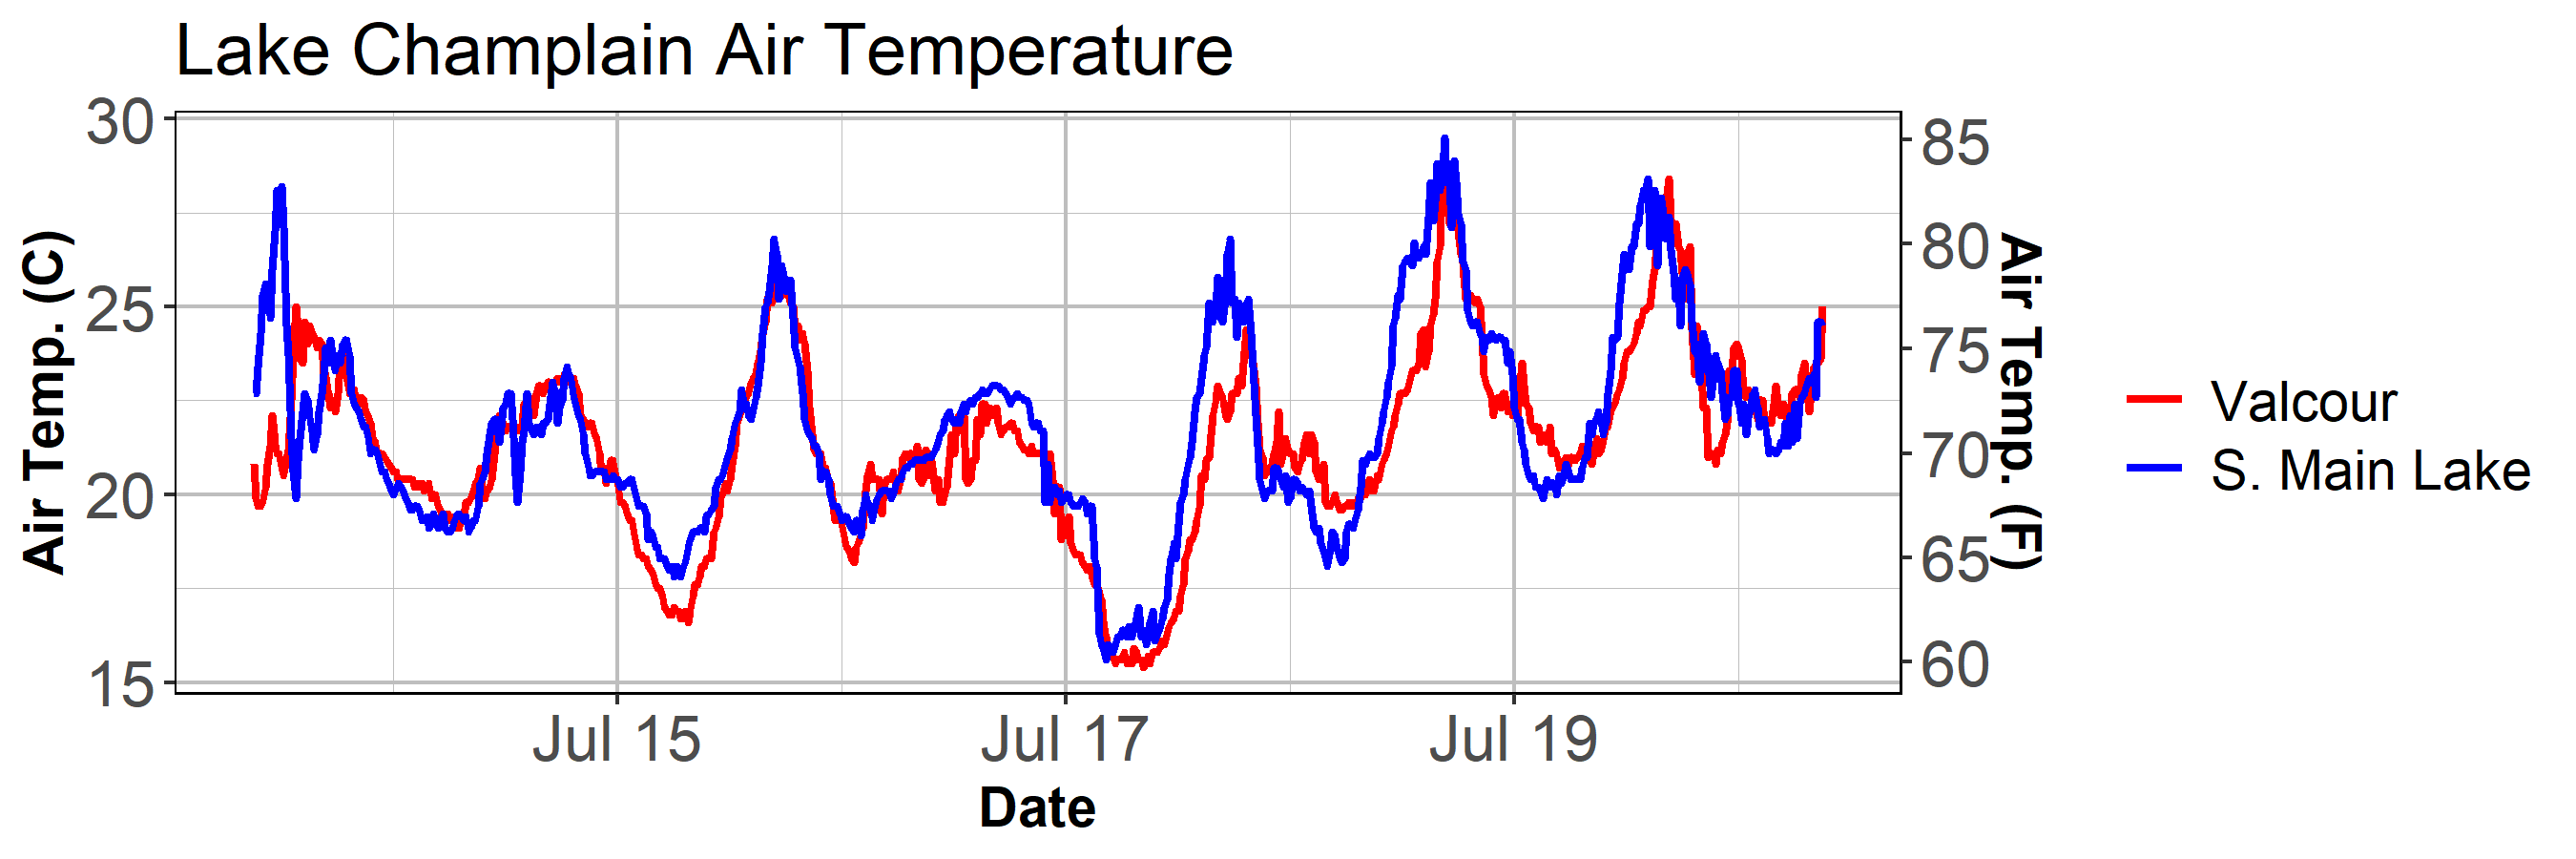 Lake Champlain Air Temperature
30
25
20
15
Air Temp. (C)
85
80
75
70
65
60
Air Temp. (F)
Jul 15
Jul 17
Jul 19
Date
Valcour
S. Main Lake